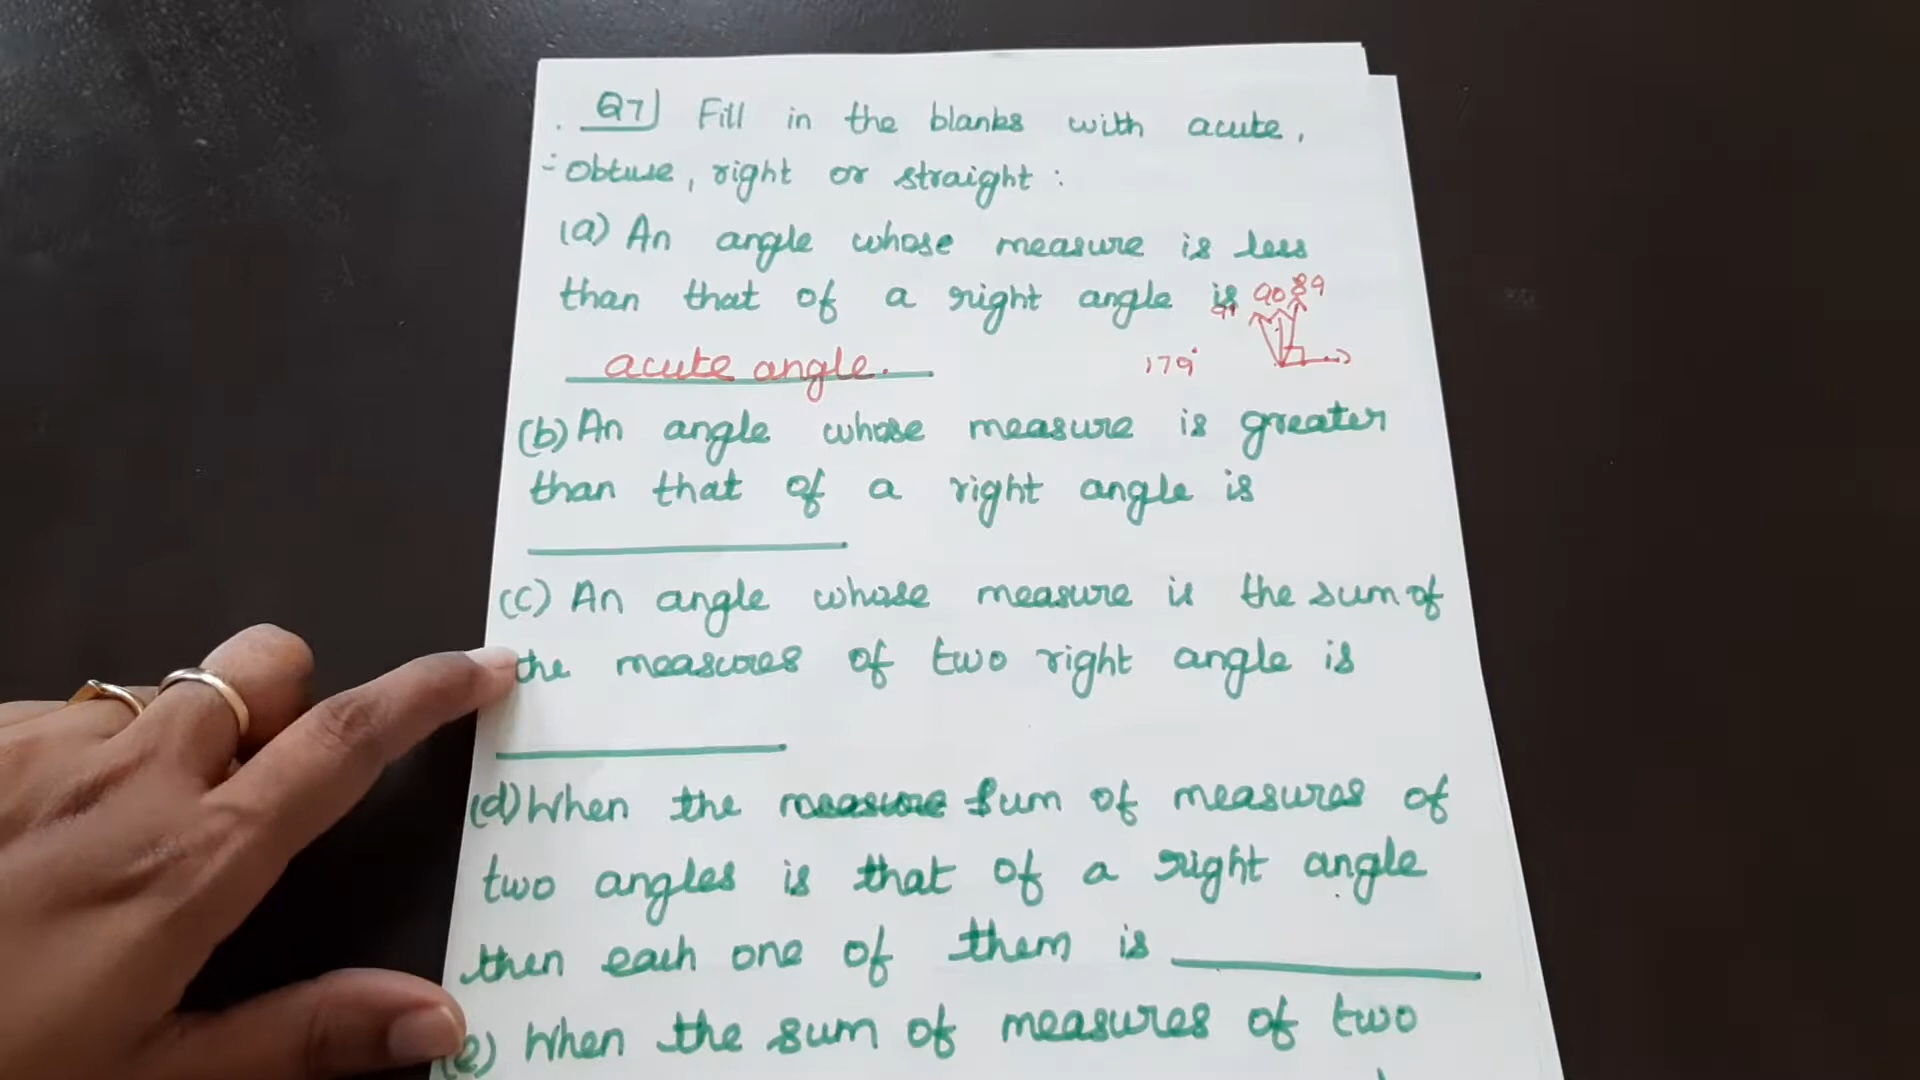 Q7] Fill in the blanks with acute,
obtuse, right or straight :
(a) An angle whose measure is less
than that of a right angle is
90 89
91
acute angle.
179°
(b) An angle whose measure is greater
than that of a right angle is
(c) An angle whose measure is the sum of
the measures of two right angle is
(d) When the measure Sum of measures of
two angles is that of a right angle
then each one of them is
(e) When the sum of measures of two